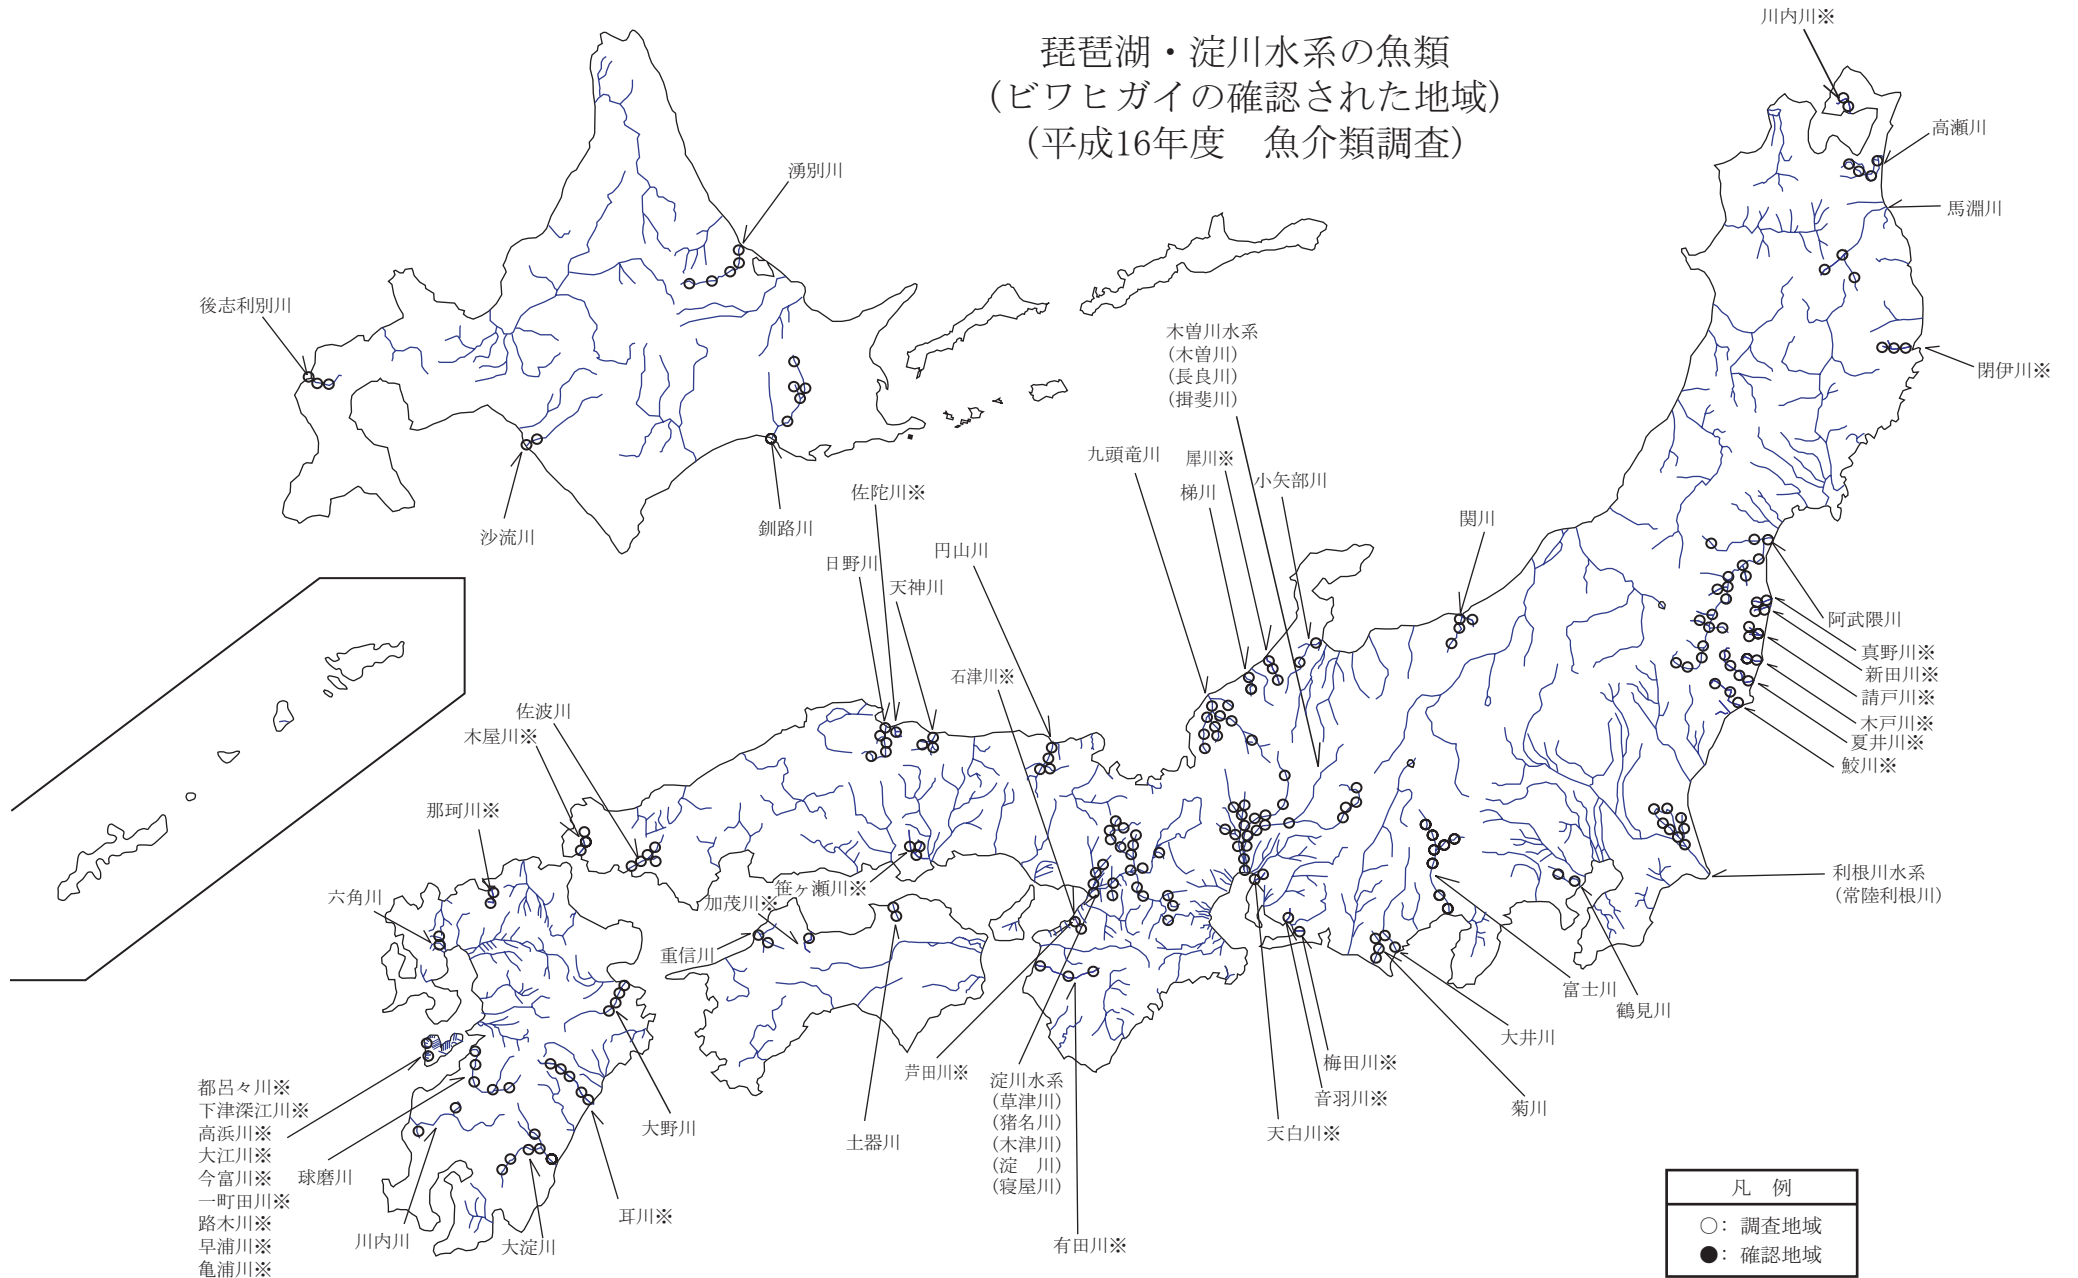 琵琶湖・淀川水系の魚類
（ビワヒガイの確認された地域）
（平成16年度　魚介類調査）
川内川※
高瀬川
馬淵川
閉伊川※
湧別川
後志利別川
沙流川
釧路川
木曽川水系
（木曽川）
（長良川）
（揖斐川）
九頭竜川
犀川※
梯川
小矢部川
関川
佐陀川※
日野川
天神川
円山川
石津川※
佐波川
木屋川※
那珂川※
六角川
笹ヶ瀬川※
加茂川※
重信川
阿武隈川
真野川※
新田川※
請戸川※
木戸川※
夏井川※
鮫川※
利根川水系
（常陸利根川）
富士川
鶴見川
大井川
菊川
梅田川※
音羽川※
天白川※
芦田川※
淀川水系
（草津川）
（猪名川）
（木津川）
（淀　川）
（寝屋川）
有田川※
土器川
大野川
耳川※
大淀川
川内川
球磨川
都呂々川※
下津深江川※
高浜川※
大江川※
今富川※
一町田川※
路木川※
早浦川※
亀浦川※
凡　例
○：調査地域
●：確認地域